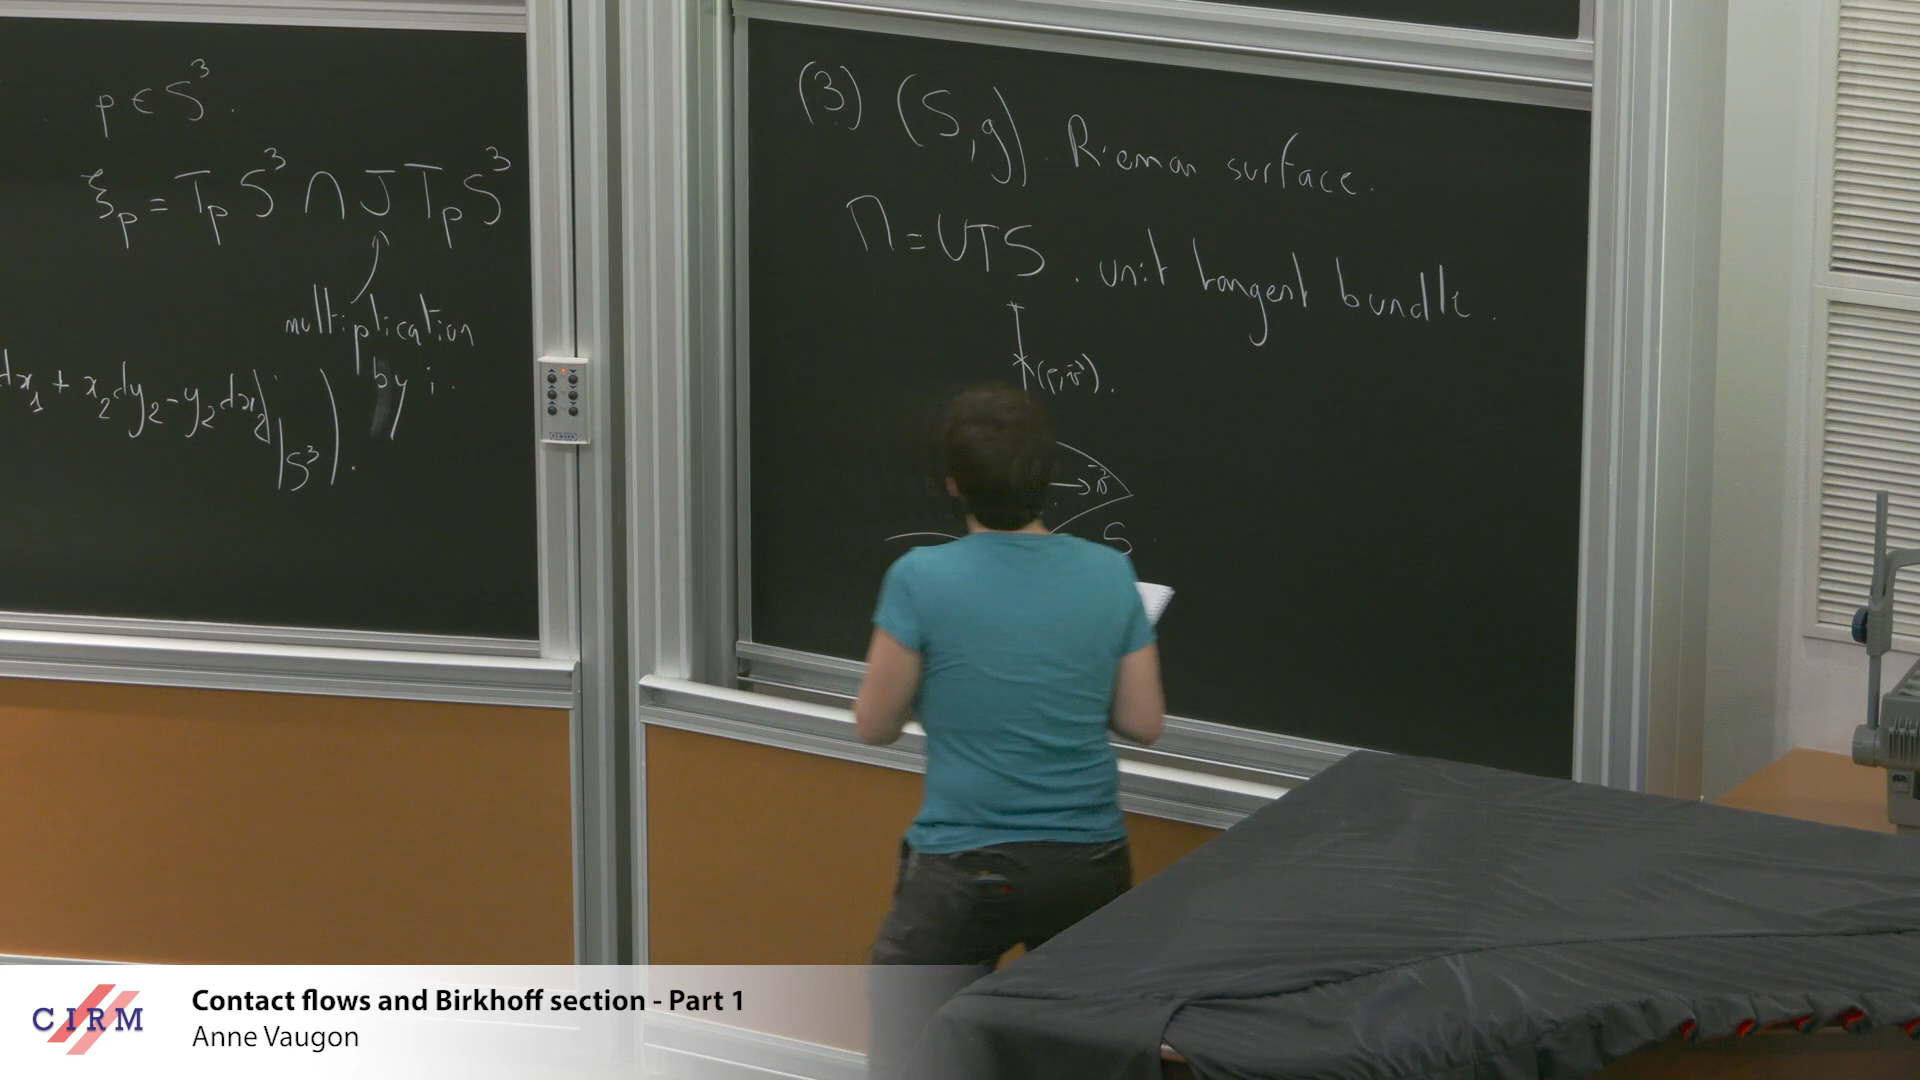 p ∈ S³.
ξₚ = TₚS³ ∩ J TₚS³
multiplication
by i.
dx₁ + x₂dy₂ - y₂dx₂)|S³).
(3) (S, g). Rieman surface.
M = UTS. unit tangent bundle.
(p, v⃗).
v⃗
S.
Contact flows and Birkhoff section - Part 1
Anne Vaugon
CIRM